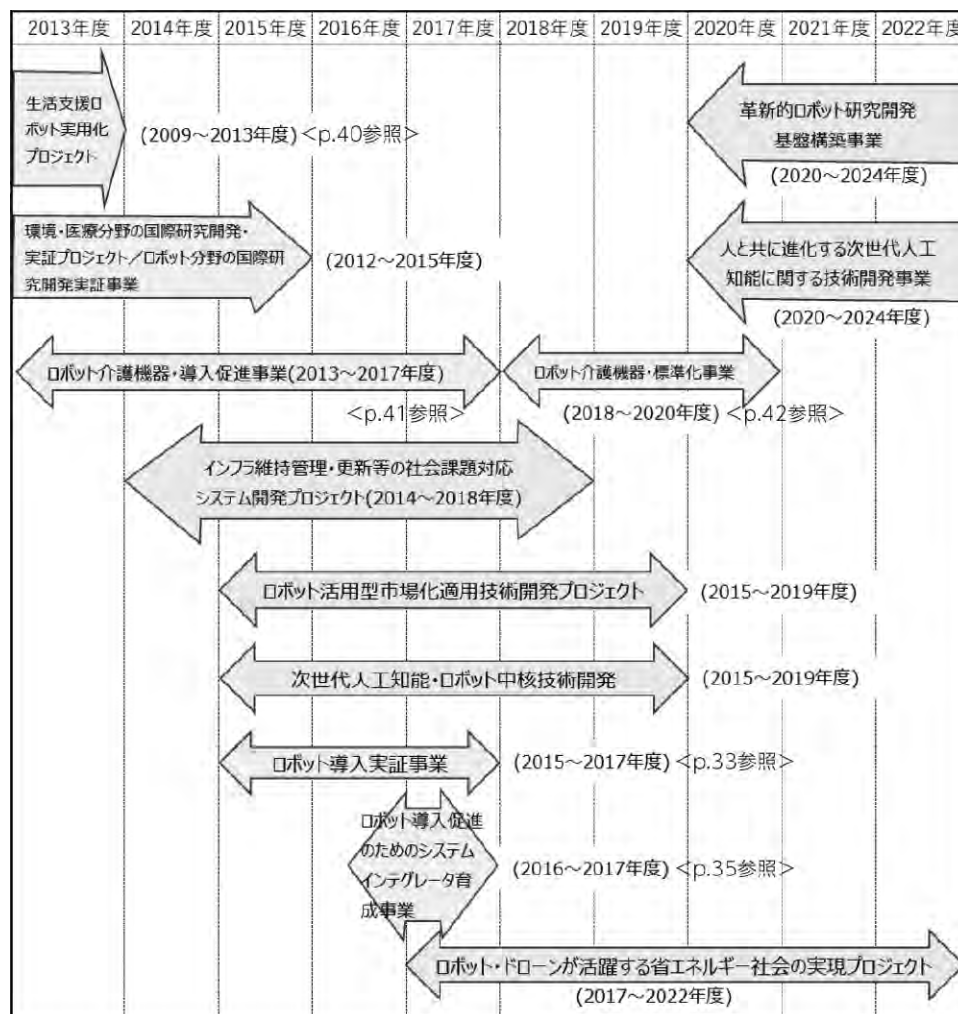 2013年度 2014年度 2015年度 2016年度 2017年度 2018年度 2019年度 2020年度 2021年度 2022年度
生活支援ロ
ボット実用化
プロジェクト
(2009～2013年度)<p.40参照>
革新的ロボット研究開発
基盤構築事業
(2020～2024年度)
環境・医療分野の国際研究開発・
実証プロジェクト／ロボット分野の国際研
究開発実証事業
(2012～2015年度)
人と共に進化する次世代人工
知能に関する技術開発事業
(2020～2024年度)
ロボット介護機器・導入促進事業(2013～2017年度)
<p.41参照>
ロボット介護機器・標準化事業
(2018～2020年度)<p.42参照>
インフラ維持管理・更新等の社会課題対応
システム開発プロジェクト(2014～2018年度)
ロボット活用型市場化適用技術開発プロジェクト
(2015～2019年度)
次世代人工知能・ロボット中核技術開発
(2015～2019年度)
ロボット導入実証事業
(2015～2017年度)<p.33参照>
ロボット導入促進
のためのシステム
インテグレータ育
成事業
(2016～2017年度)<p.35参照>
ロボット・ドローンが活躍する省エネルギー社会の実現プロジェクト
(2017～2022年度)